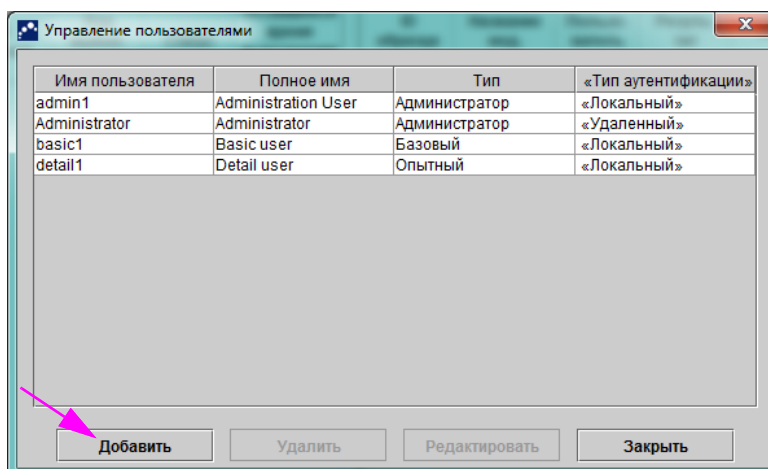 Управление пользователями
Имя пользователя Полное имя Тип «Тип аутентификации»
admin1 Administration User Администратор «Локальный»
Administrator Administrator Администратор «Удаленный»
basic1 Basic user Базовый «Локальный»
detail1 Detail user Опытный «Локальный»
Добавить Удалить Редактировать Закрыть